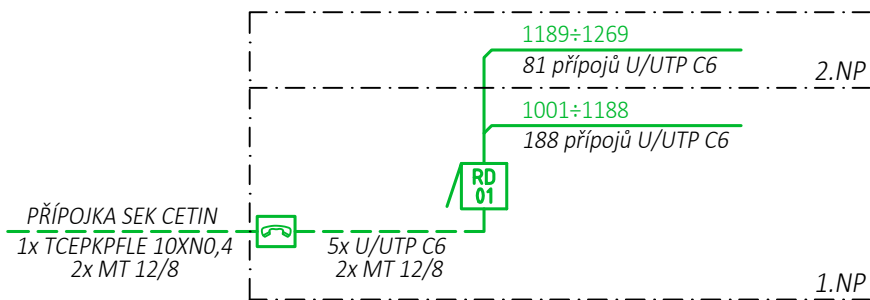 1189÷1269
81 přípojů U/UTP C6
2.NP
1001÷1188
188 přípojů U/UTP C6
RD
01
PŘÍPOJKA SEK CETIN
1x TCEPKPFLE 10XN0,4
2x MT 12/8
5x U/UTP C6
2x MT 12/8
1.NP